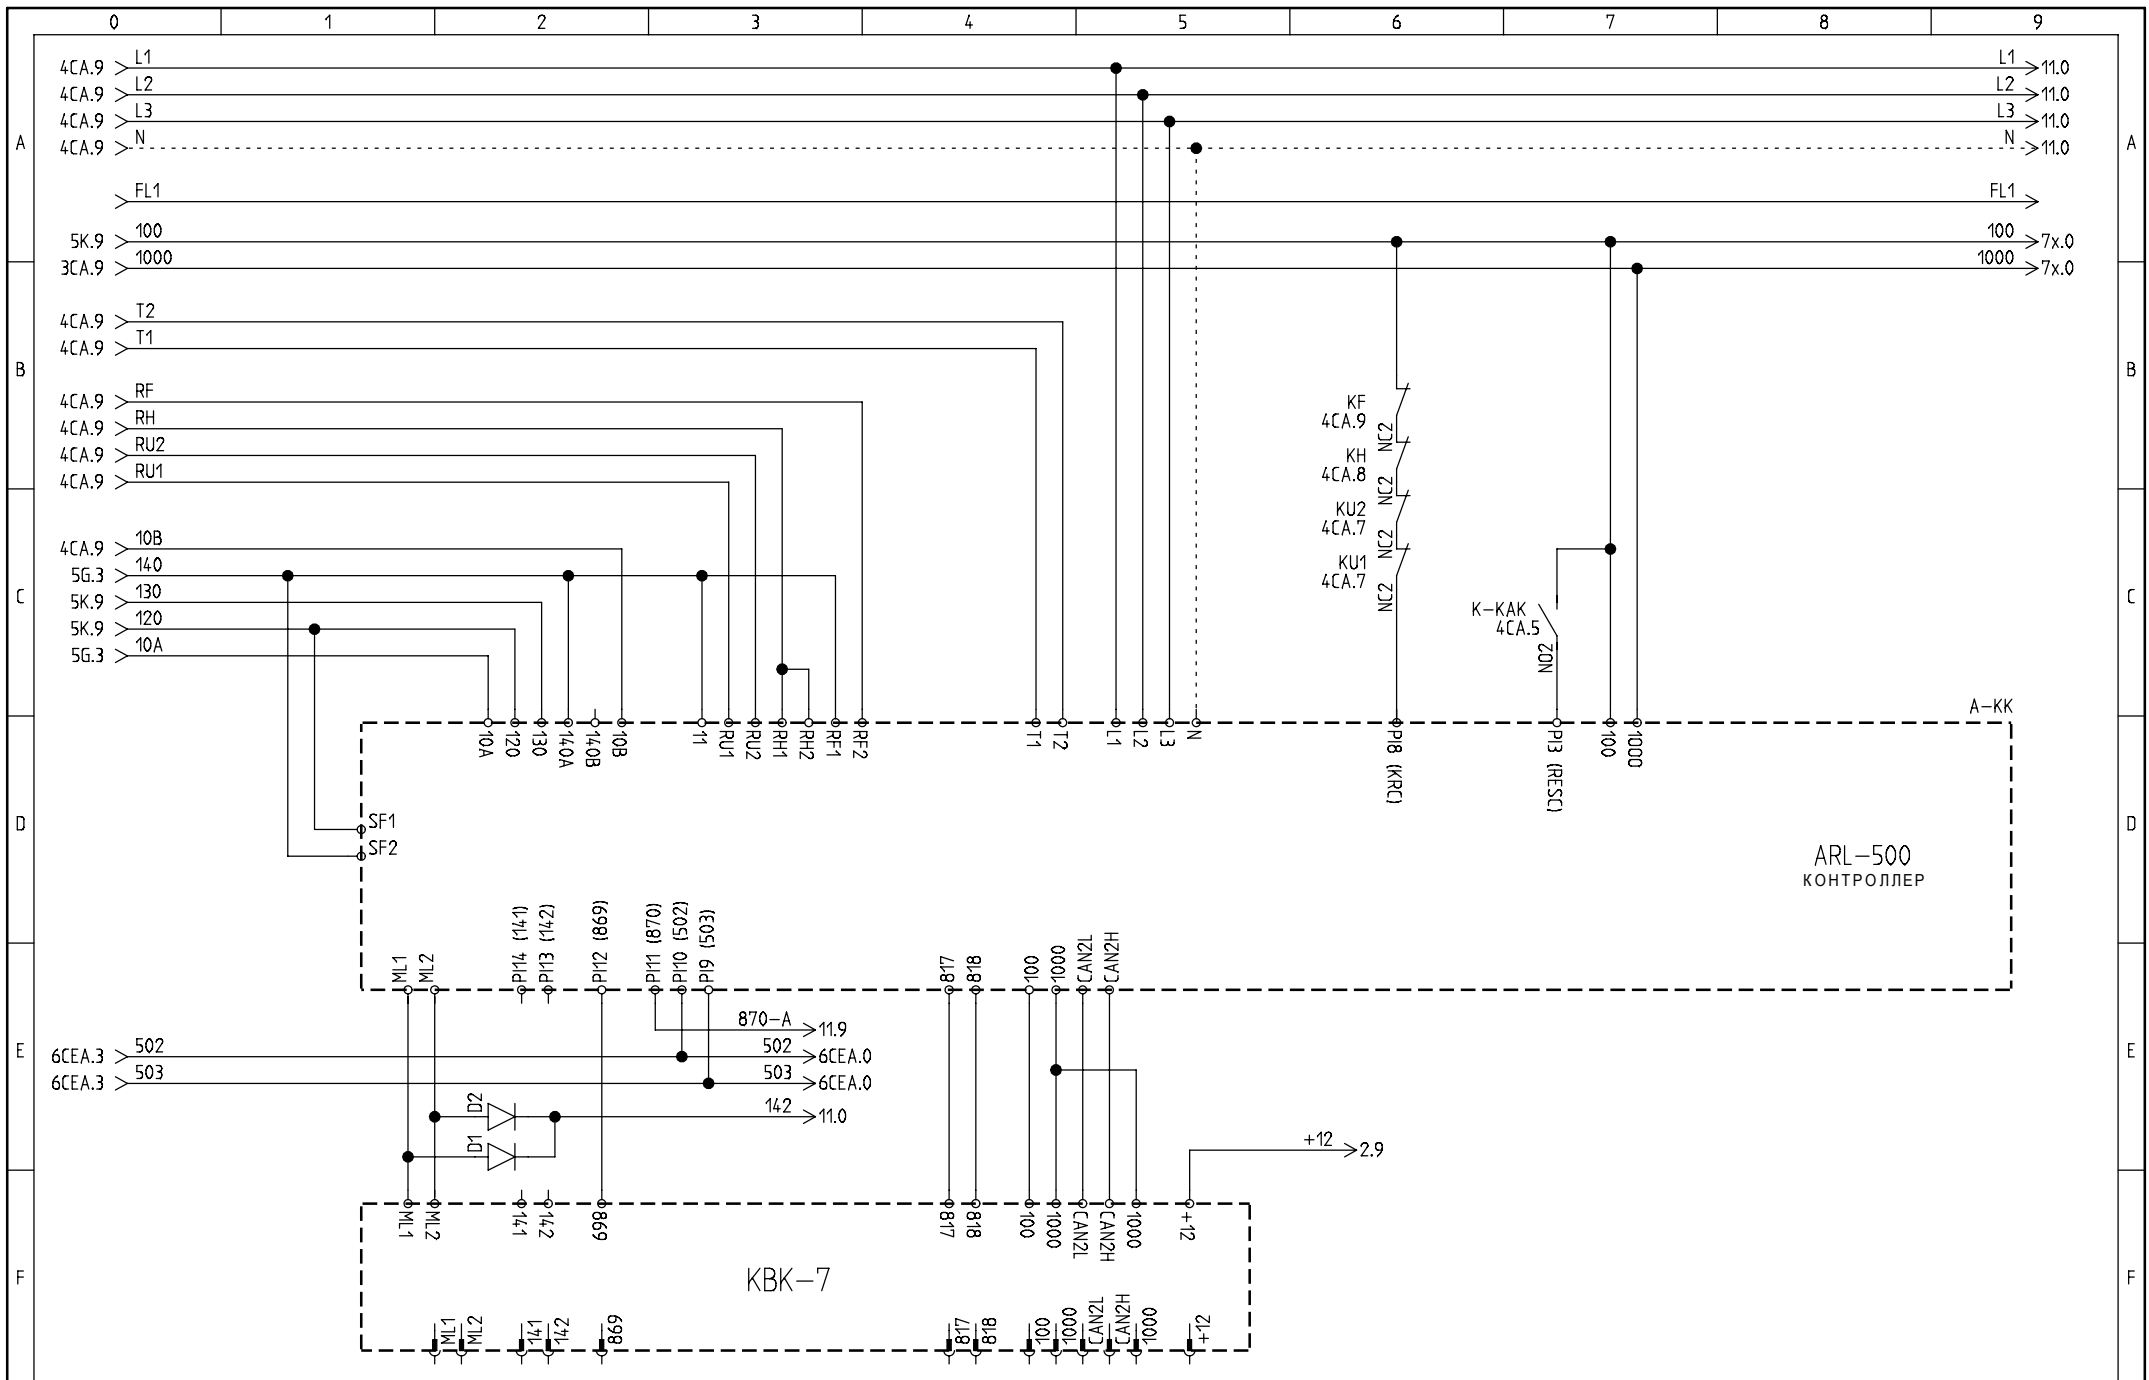 0 1 2 3 4 5 6 7 8 9
4CA.9 L1 L1 11.0
4CA.9 L2 L2 11.0
4CA.9 L3 L3 11.0
A 4CA.9 N N 11.0 A
FL1 FL1
5K.9 100 100 7x.0
3CA.9 1000 1000 7x.0
4CA.9 T2
4CA.9 T1
B B
4CA.9 RF
4CA.9 RH
4CA.9 RU2
4CA.9 RU1
KF
4CA.9
NC2
KH
4CA.8
NC2
KU2
4CA.7
NC2
KU1
4CA.7
NC2
4CA.9 10B
5G.3 140
5K.9 130
5K.9 120
5G.3 10A
C C
K-KAK
4CA.5
NO2
A-KK
10A 120 130 140A 140B 10B 11 RU1 RU2 RH1 RH2 RF1 RF2 T1 T2 L1 L2 L3 N PI8 (KRC) PI3 (RESC) 100 1000
D D
SF1
SF2
ARL-500
КОНТРОЛЛЕР
ML1 ML2 PI14 (141) PI13 (142) PI12 (869) PI11 (870) PI10 (502) PI9 (503) 817 818 100 1000 CAN2L CAN2H
870-A 11.9
E E
6CEA.3 502 502 6CEA.0
6CEA.3 503 503 6CEA.0
D2 142 11.0
D1
+12 2.9
ML1 ML2 141 142 869 817 818 100 1000 CAN2L CAN2H 1000 +12
F F
KBK-7
ML1 ML2 141 142 869 817 818 100 1000 CAN2L CAN2H 1000 +12